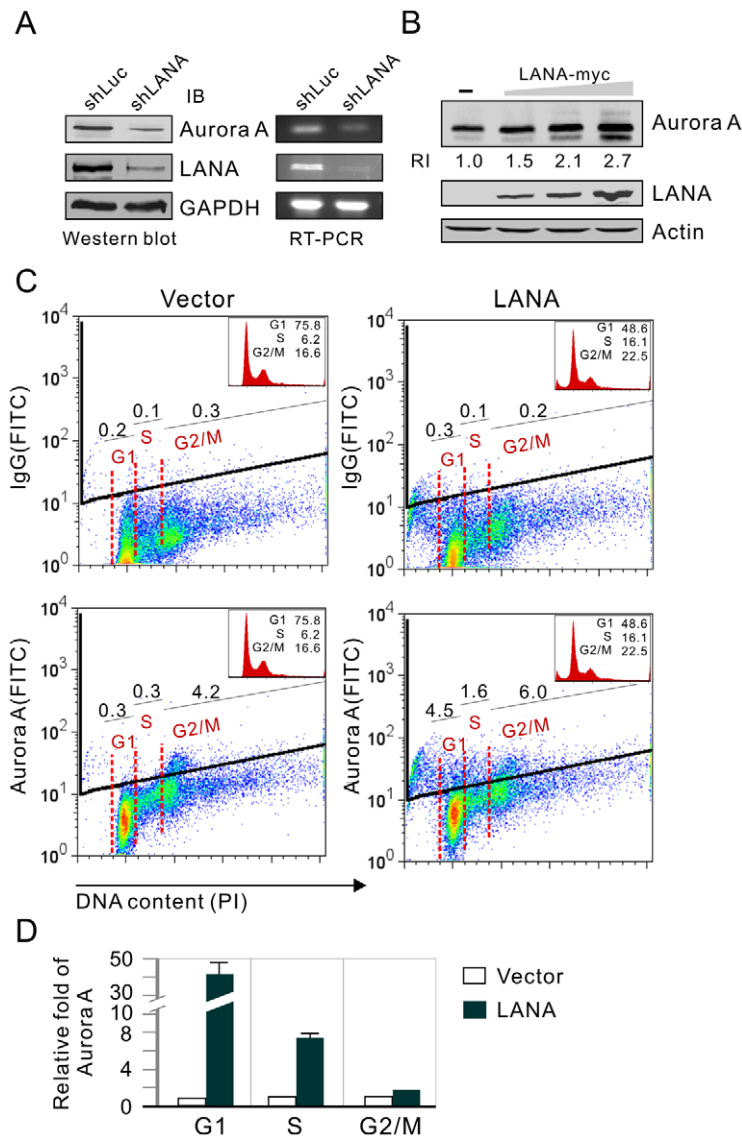 A
shLuc
shLANA
IB
Aurora A
LANA
GAPDH
Western blot
shLuc
shLANA
RT-PCR
B
LANA-myc
–
Aurora A
RI 1.0 1.5 2.1 2.7
LANA
Actin
C
Vector
IgG(FITC)
10⁴
10³
10²
10¹
10⁰
G1 75.8
S 6.2
G2/M 16.6
0.2 0.1 0.3
G1 S G2/M
LANA
IgG(FITC)
10⁴
10³
10²
10¹
10⁰
G1 48.6
S 16.1
G2/M 22.5
0.3 0.1 0.2
G1 S G2/M
Aurora A(FITC)
10⁴
10³
10²
10¹
10⁰
G1 75.8
S 6.2
G2/M 16.6
0.3 0.3 4.2
G1 S G2/M
Aurora A(FITC)
10⁴
10³
10²
10¹
10⁰
G1 48.6
S 16.1
G2/M 22.5
4.5 1.6 6.0
G1 S G2/M
DNA content (PI)
D
Relative fold of
Aurora A
50
30
8
4
0
G1 S G2/M
Vector
LANA